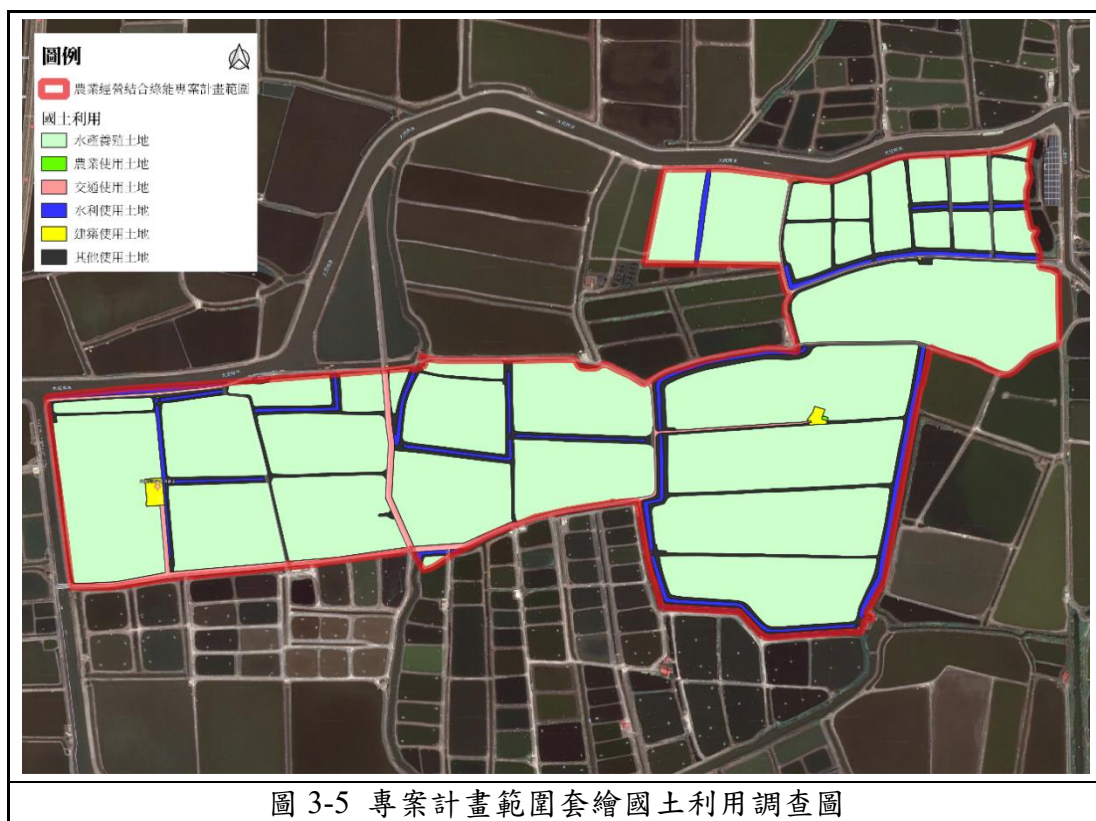 圖例
農業經營結合綠能專案計畫範圍
國土利用
水產養殖土地
農業使用土地
交通使用土地
水利使用土地
建築使用土地
其他使用土地
圖 3-5 專案計畫範圍套繪國土利用調查圖